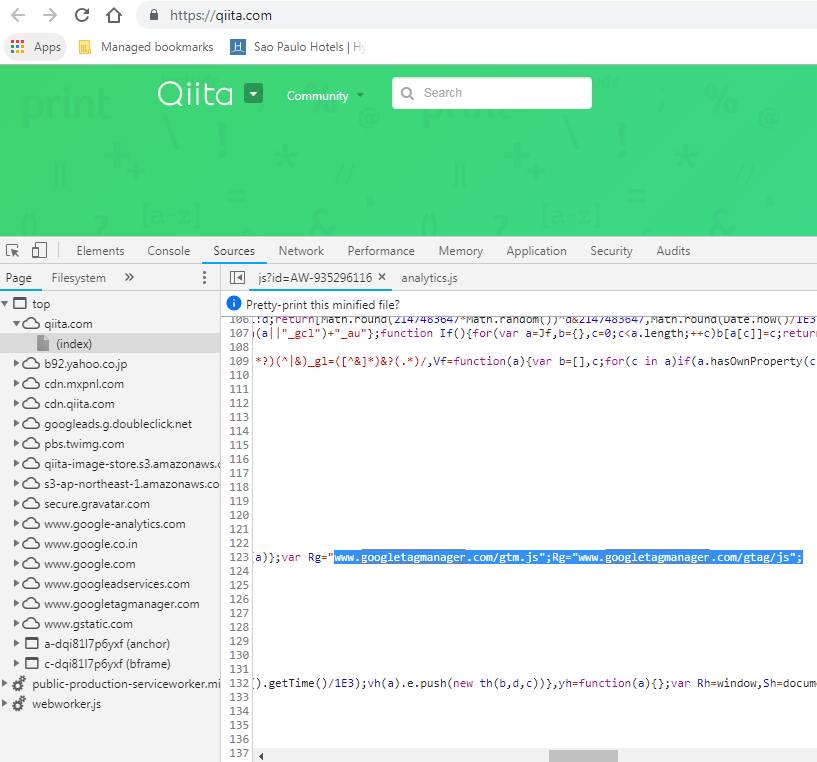 https://qiita.com
Apps Managed bookmarks H Sao Paulo Hotels | Hy
Qiita Community Search
print
[a-z]
Elements Console Sources Network Performance Memory Application Security Audits
Page Filesystem » js?id=AW-935296116 × analytics.js
top Pretty-print this minified file?
qiita.com
(index)
b92.yahoo.co.jp
cdn.mxpnl.com
cdn.qiita.com
googleads.g.doubleclick.net
pbs.twimg.com
qiita-image-store.s3.amazonaws.c
s3-ap-northeast-1.amazonaws.co
secure.gravatar.com
www.google-analytics.com
www.google.co.in
www.google.com
www.googleadservices.com
www.googletagmanager.com
www.gstatic.com
a-dqi81l7p6yxf (anchor)
c-dqi81l7p6yxf (bframe)
public-production-serviceworker.mi
webworker.js
106 :d;return[Math.round(2147483647*Math.random())^d&2147483647,Math.round(Date.now()/1E3
107 (a||"_gcl")+"_au"};function If(){for(var a=Jf,b={},c=0;c<a.length;++c)b[a[c]]=c;retur
108
109 *?)(^|&)_gl=([^&]*)&?(.*)/,Vf=function(a){var b=[],c;for(c in a)if(a.hasOwnProperty(c
110
111
112
113
114
115
116
117
118
119
120
121
122
123 a)};var Rg="www.googletagmanager.com/gtm.js";Rg="www.googletagmanager.com/gtag/js";
124
125
126
127
128
129
130
131
132 ().getTime()/1E3);vh(a).e.push(new th(b,d,c))},yh=function(a){};var Rh=window,Sh=docum
133
134
135
136
137